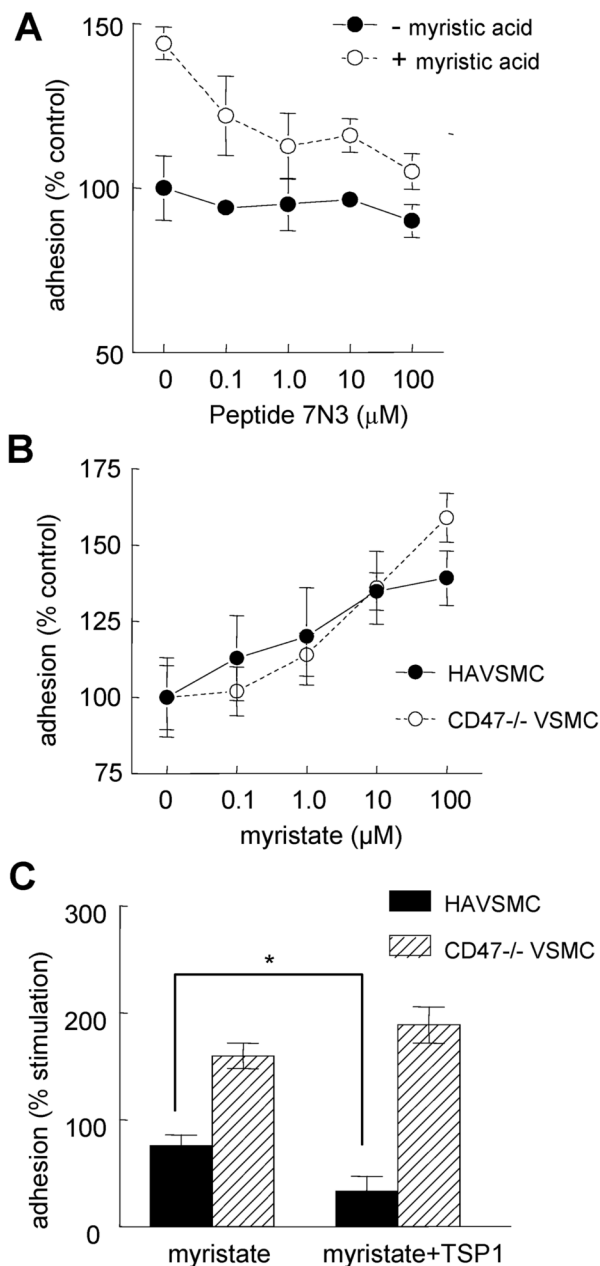 A
150
100
50
adhesion (% control)
- myristic acid
+ myristic acid
0 0.1 1.0 10 100
Peptide 7N3 (μM)
B
175
150
125
100
75
adhesion (% control)
HAVSMC
CD47-/- VSMC
0 0.1 1.0 10 100
myristate (μM)
C
300
200
100
0
adhesion (% stimulation)
HAVSMC
CD47-/- VSMC
*
myristate myristate+TSP1